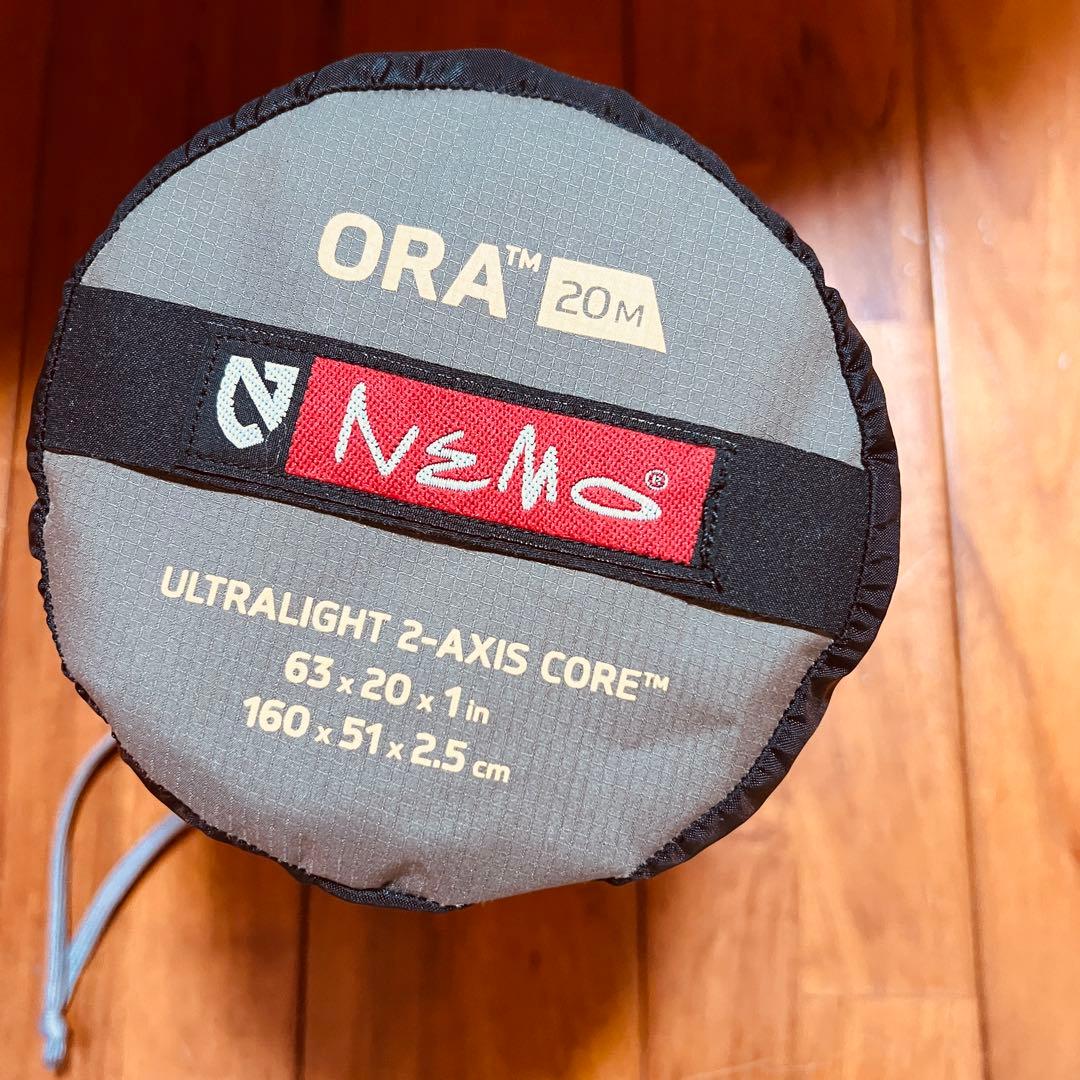 ORA™ 20M
NEMO®
ULTRALIGHT 2-AXIS CORE™
63 x 20 x 1 in
160 x 51 x 2.5 cm